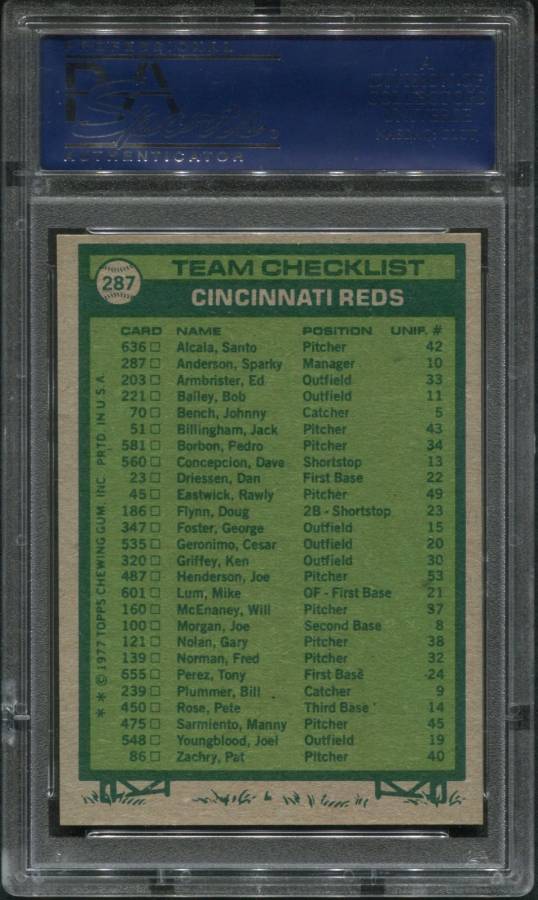 PROFESSIONAL
PSA
Sports
AUTHENTICATOR
287
TEAM CHECKLIST
CINCINNATI REDS
CARD NAME POSITION UNIF. #
636 □ Alcala, Santo Pitcher 42
287 □ Anderson, Sparky Manager 10
203 □ Armbrister, Ed Outfield 33
221 □ Bailey, Bob Outfield 11
70 □ Bench, Johnny Catcher 5
51 □ Billingham, Jack Pitcher 43
581 □ Borbon, Pedro Pitcher 34
560 □ Concepcion, Dave Shortstop 13
23 □ Driessen, Dan First Base 22
45 □ Eastwick, Rawly Pitcher 49
186 □ Flynn, Doug 2B - Shortstop 23
347 □ Foster, George Outfield 15
535 □ Geronimo, Cesar Outfield 20
320 □ Griffey, Ken Outfield 30
487 □ Henderson, Joe Pitcher 53
601 □ Lum, Mike OF - First Base 21
160 □ McEnaney, Will Pitcher 37
100 □ Morgan, Joe Second Base 8
121 □ Nolan, Gary Pitcher 38
139 □ Norman, Fred Pitcher 32
655 □ Perez, Tony First Base 24
239 □ Plummer, Bill Catcher 9
450 □ Rose, Pete Third Base 14
475 □ Sarmiento, Manny Pitcher 45
548 □ Youngblood, Joel Outfield 19
86 □ Zachry, Pat Pitcher 40
* * © 1977 TOPPS CHEWING GUM, INC. PRTD. IN U.S.A.